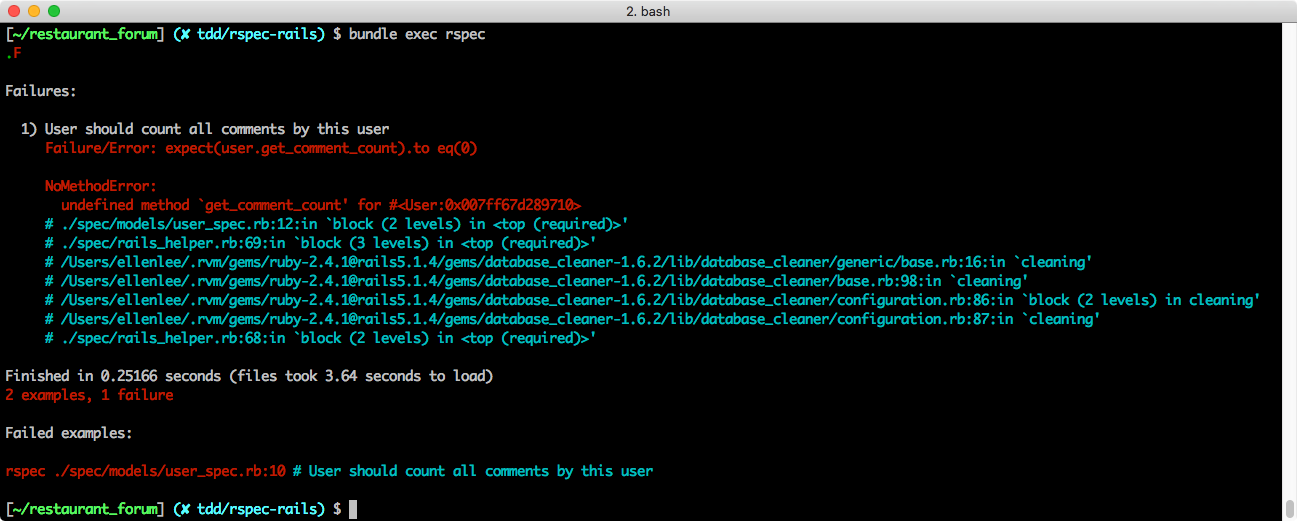 2. bash
[~/restaurant_forum] (✘ tdd/rspec-rails) $ bundle exec rspec
.F
Failures:
1) User should count all comments by this user
Failure/Error: expect(user.get_comment_count).to eq(0)
NoMethodError:
undefined method `get_comment_count' for #<User:0x007ff67d289710>
# ./spec/models/user_spec.rb:12:in `block (2 levels) in <top (required)>'
# ./spec/rails_helper.rb:69:in `block (3 levels) in <top (required)>'
# /Users/ellenlee/.rvm/gems/ruby-2.4.1@rails5.1.4/gems/database_cleaner-1.6.2/lib/database_cleaner/generic/base.rb:16:in `cleaning'
# /Users/ellenlee/.rvm/gems/ruby-2.4.1@rails5.1.4/gems/database_cleaner-1.6.2/lib/database_cleaner/base.rb:98:in `cleaning'
# /Users/ellenlee/.rvm/gems/ruby-2.4.1@rails5.1.4/gems/database_cleaner-1.6.2/lib/database_cleaner/configuration.rb:86:in `block (2 levels) in cleaning'
# /Users/ellenlee/.rvm/gems/ruby-2.4.1@rails5.1.4/gems/database_cleaner-1.6.2/lib/database_cleaner/configuration.rb:87:in `cleaning'
# ./spec/rails_helper.rb:68:in `block (2 levels) in <top (required)>'
Finished in 0.25166 seconds (files took 3.64 seconds to load)
2 examples, 1 failure
Failed examples:
rspec ./spec/models/user_spec.rb:10 # User should count all comments by this user
[~/restaurant_forum] (✘ tdd/rspec-rails) $